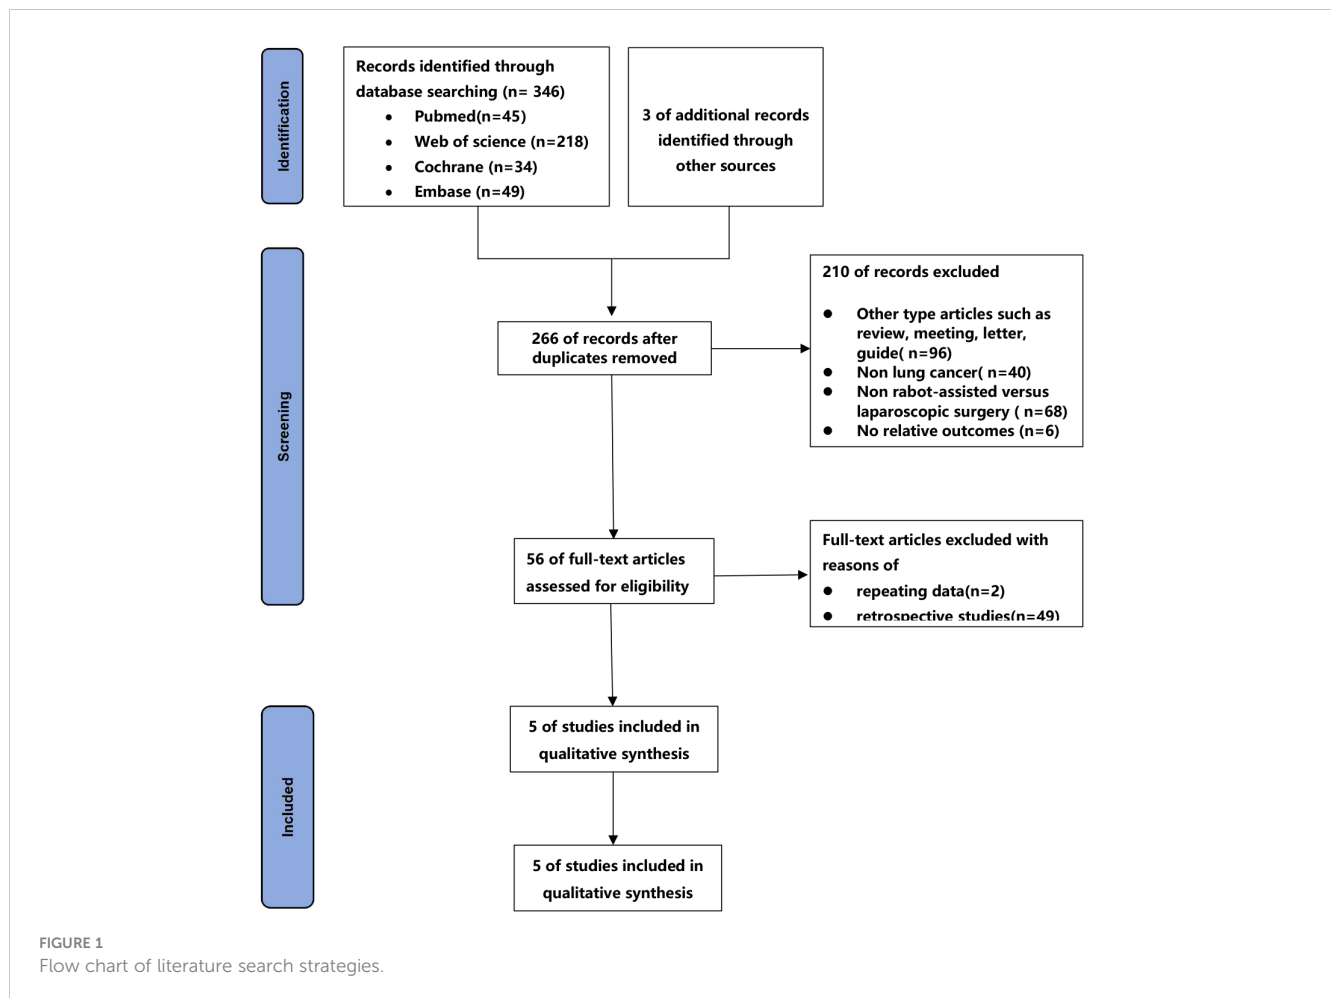 Identification
Records identified through
database searching (n= 346)
• Pubmed(n=45)
• Web of science (n=218)
• Cochrane (n=34)
• Embase (n=49)
3 of additional records
identified through
other sources
Screening
266 of records after
duplicates removed
210 of records excluded
● Other type articles such as
review, meeting, letter,
guide( n=96)
● Non lung cancer( n=40)
● Non rabot-assisted versus
laparoscopic surgery ( n=68)
● No relative outcomes (n=6)
56 of full-text articles
assessed for eligibility
Full-text articles excluded with
reasons of
● repeating data(n=2)
● retrospective studies(n=49)
Included
5 of studies included in
qualitative synthesis
5 of studies included in
qualitative synthesis
FIGURE 1
Flow chart of literature search strategies.